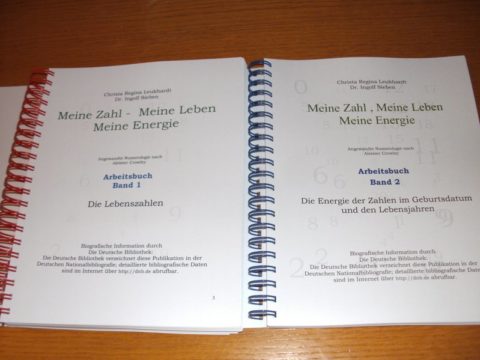 Christa Regina Leukhardt
Dr. Ingolf Sieben
Meine Zahl - Meine Leben
Meine Energie
Angewandte Numerologie nach
Aleister Crowley
Arbeitsbuch
Band 1
Die Lebenszahlen
Biografische Information durch
Die Deutsche Bibliothek:
Die Deutsche Bibliothek verzeichnet diese Publikation in der
Deutschen Nationalbibliografie; detaillierte bibliografische Daten
sind im Internet über http://dnb.de abrufbar.
3
Christa Regina Leukhardt
Dr. Ingolf Sieben
Meine Zahl , Meine Leben
Meine Energie
Angewandte Numerologie nach
Aleister Crowley
Arbeitsbuch
Band 2
Die Energie der Zahlen im Geburtsdatum
und den Lebensjahren
Biografische Information durch
Die Deutsche Bibliothek:
Die Deutsche Bibliothek verzeichnet diese Publikation in der
Deutschen Nationalbibliografie; detaillierte bibliografische Daten
sind im Internet über http://dnb.de abrufbar.